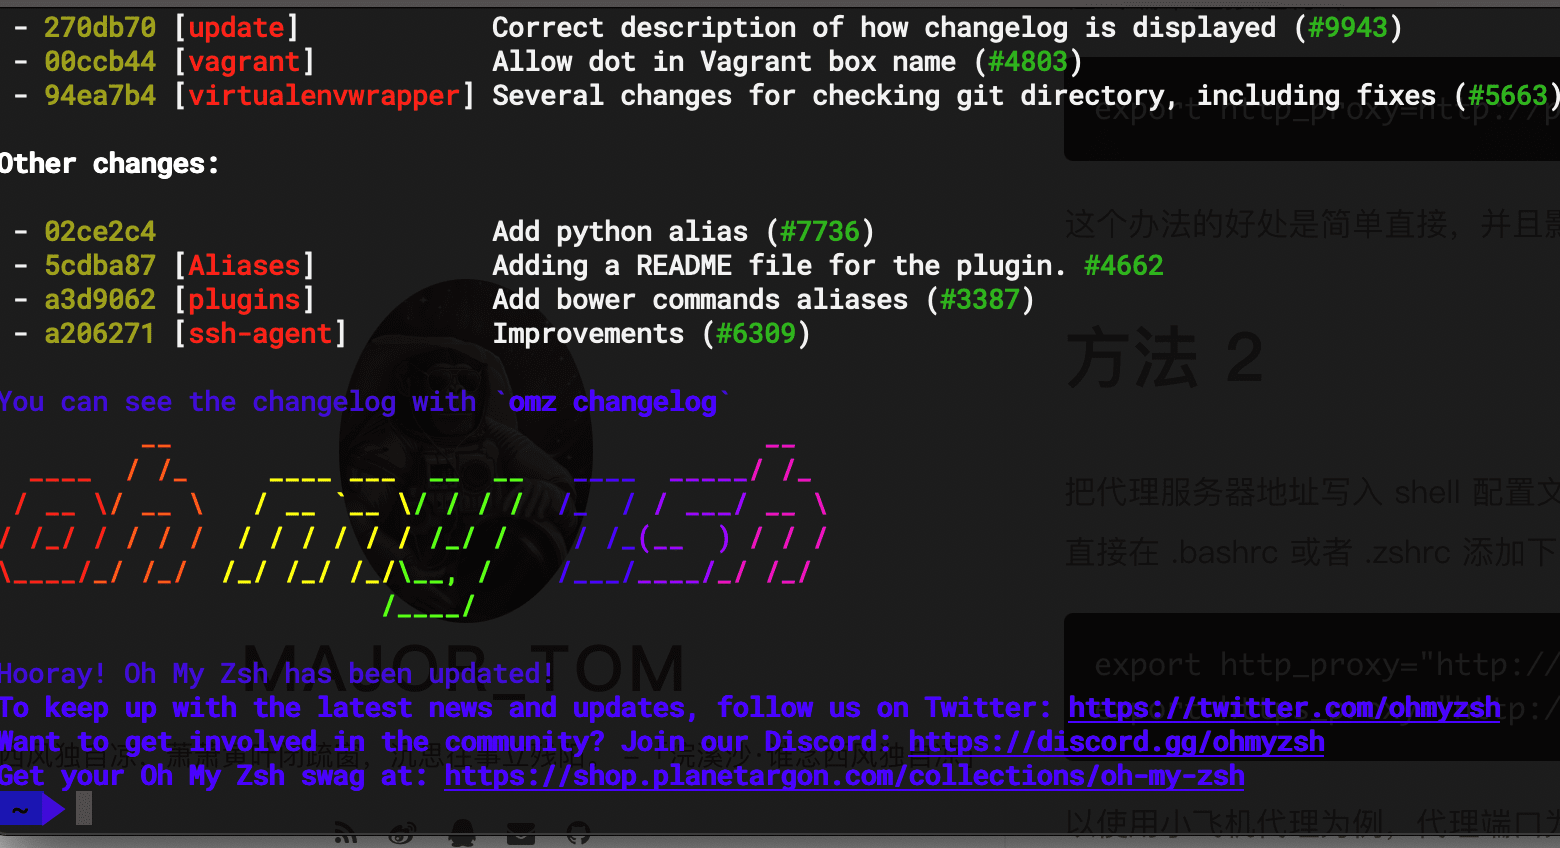 - 270db70 [update] Correct description of how changelog is displayed (#9943)
- 00ccb44 [vagrant] Allow dot in Vagrant box name (#4803)
- 94ea7b4 [virtualenvwrapper] Several changes for checking git directory, including fixes (#5663)
export http_proxy=http://p
Other changes:
- 02ce2c4 Add python alias (#7736)
这个办法的好处是简单直接，并且影
- 5cdba87 [Aliases] Adding a README file for the plugin. #4662
- a3d9062 [plugins] Add bower commands aliases (#3387)
- a206271 [ssh-agent] Improvements (#6309)
方法 2
You can see the changelog with `omz changelog`
oh my zsh
把代理服务器地址写入 shell 配置文
直接在 .bashrc 或者 .zshrc 添加下
MAJOR_TOM
export http_proxy="http://
Hooray! Oh My Zsh has been updated!
To keep up with the latest news and updates, follow us on Twitter: https://twitter.com/ohmyzsh
Want to get involved in the community? Join our Discord: https://discord.gg/ohmyzsh
Get your Oh My Zsh swag at: https://shop.planetargon.com/collections/oh-my-zsh
~
以使用小飞机代理为例，代理端口为